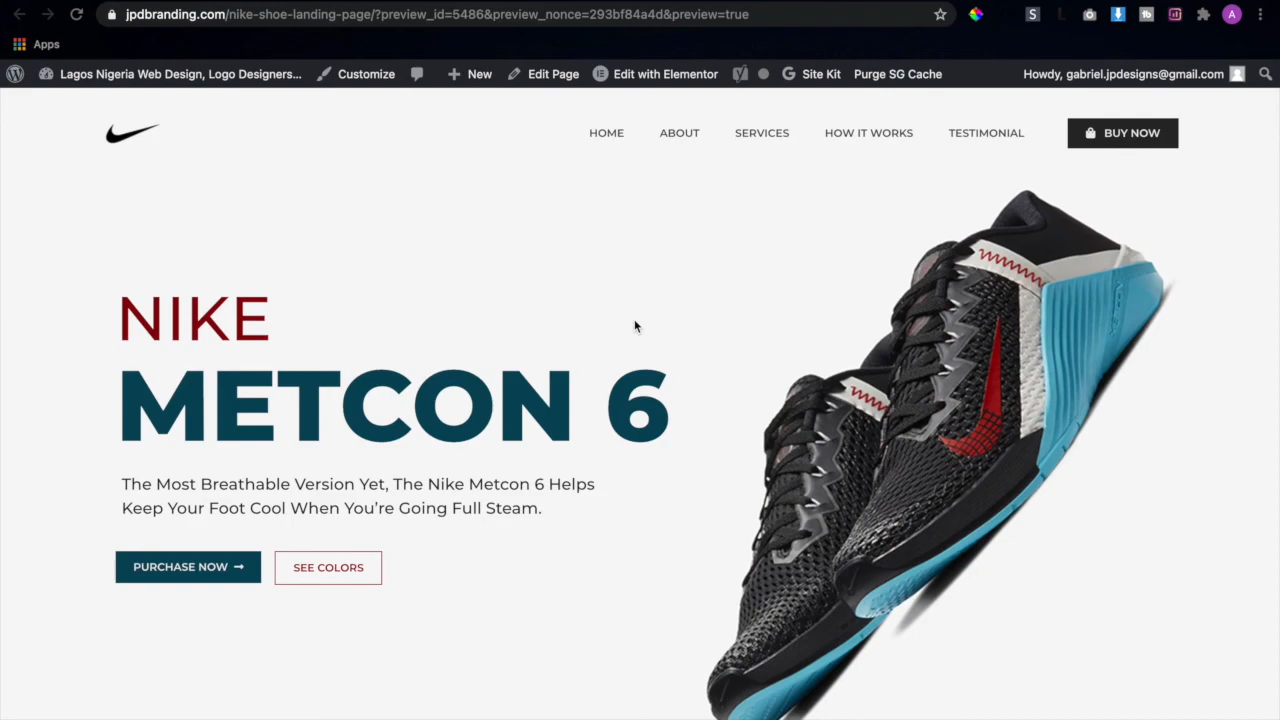 jpdbranding.com/nike-shoe-landing-page/?preview_id=5486&preview_nonce=293bf84a4d&preview=true
S
L
tb
A
Apps
Lagos Nigeria Web Design, Logo Designers...
Customize
New
Edit Page
Edit with Elementor
Site Kit
Purge SG Cache
Howdy, gabriel.jpdesigns@gmail.com
HOME
ABOUT
SERVICES
HOW IT WORKS
TESTIMONIAL
BUY NOW
NIKE
METCON 6
The Most Breathable Version Yet, The Nike Metcon 6 Helps
Keep Your Foot Cool When You’re Going Full Steam.
PURCHASE NOW
SEE COLORS
METCON